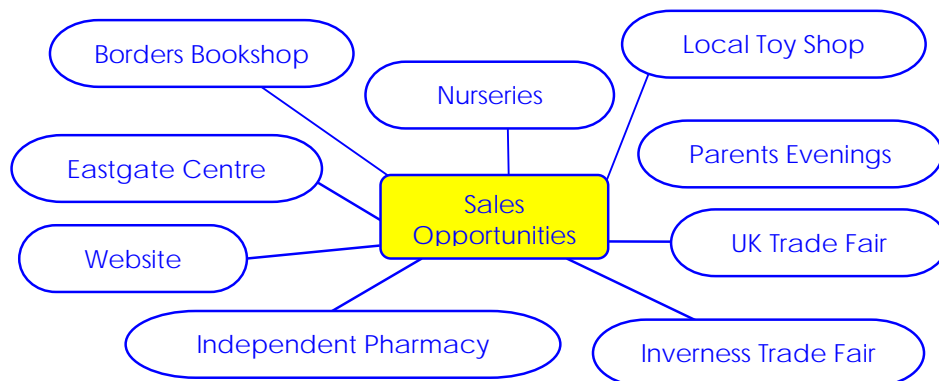 Borders Bookshop
Local Toy Shop
Nurseries
Eastgate Centre
Parents Evenings
Sales
Opportunities
Website
UK Trade Fair
Independent Pharmacy
Inverness Trade Fair